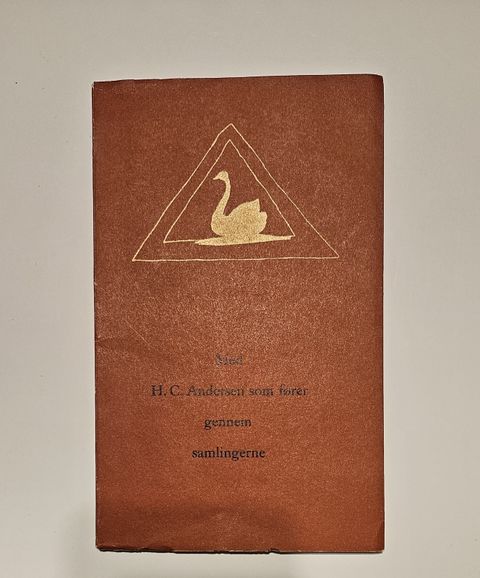 Med
H. C. Andersen som fører
gennem
samlingerne